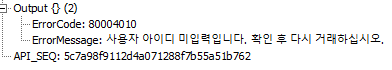 Output {} (2)
ErrorCode: 80004010
ErrorMessage: 사용자 아이디 미입력입니다. 확인 후 다시 거래하십시오.
API_SEQ: 5c7a98f9112d4a071288f7b55a51b762